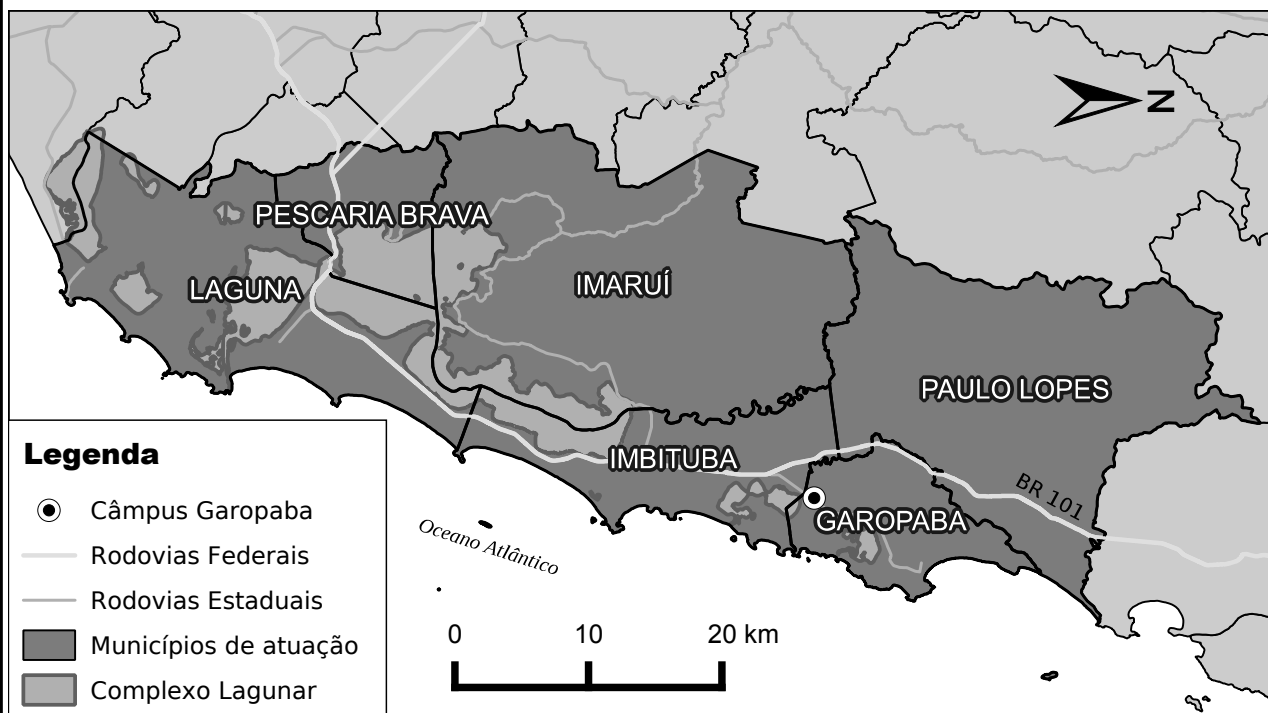 N
PESCARIA BRAVA
LAGUNA
IMARUÍ
PAULO LOPES
IMBITUBA
BR 101
GAROPABA
Oceano Atlântico
Legenda
Câmpus Garopaba
Rodovias Federais
Rodovias Estaduais
Municípios de atuação
Complexo Lagunar
0 10 20 km